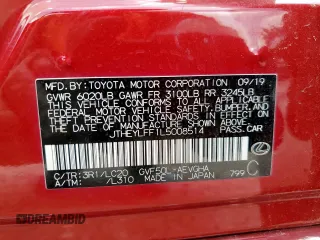 MFD.BY:TOYOTA MOTOR CORPORATION 09/19
GVWR 6020LB GAWR FR 3100LB RR 3245LB
THIS VEHICLE CONFORMS TO ALL APPLICABLE
FEDERAL MOTOR VEHICLE SAFETY, BUMPER, AND
THEFT PREVENTION STANDARDS IN EFFECT ON
THE DATE OF MANUFACTURE SHOWN ABOVE.
JTHEYLFF1L5008514 PASS.CAR
C/TR: 3R1/LC20 GVF50L-AEVGHA
A/TM: /L310 MADE IN JAPAN 799 C
DREAMBID